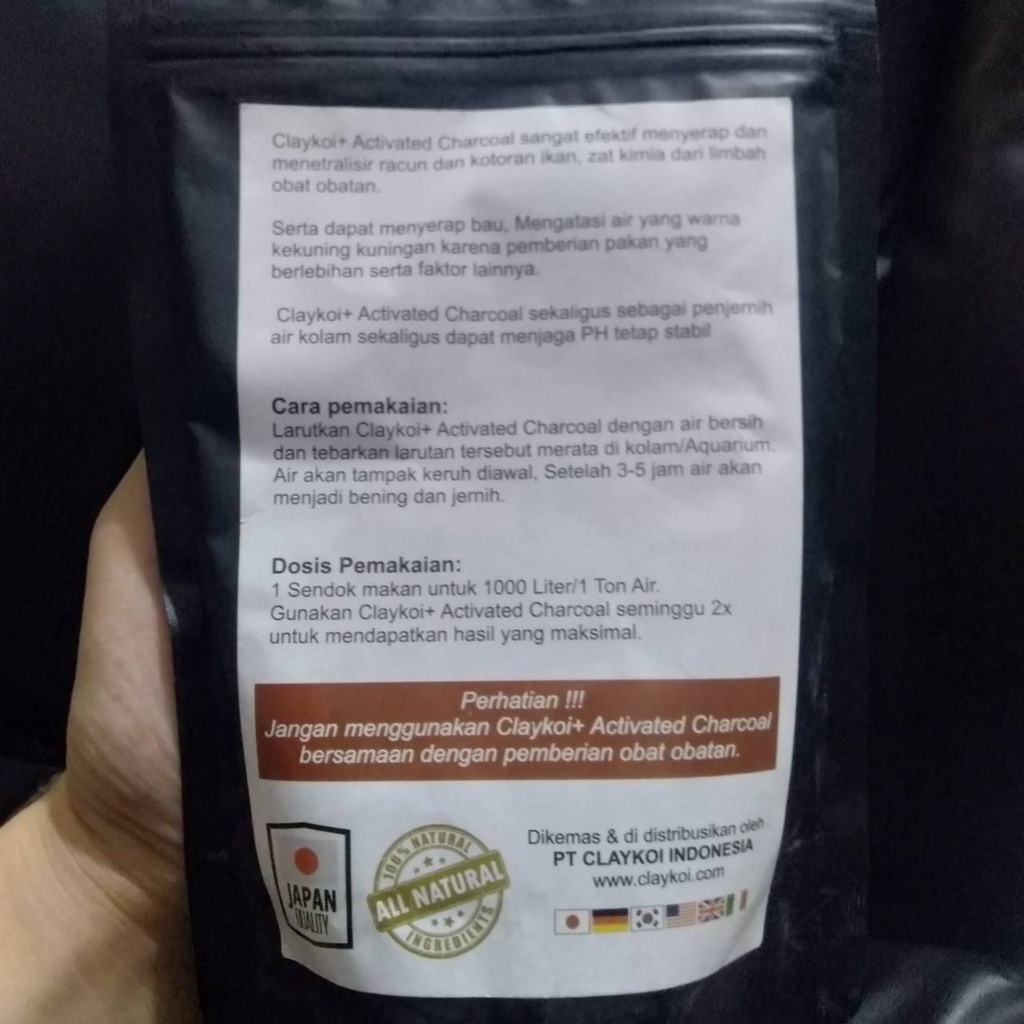 Claykoi+ Activated Charcoal sangat efektif menyerap dan
menetralisir racun dan kotoran ikan, zat kimia dari limbah
obat obatan.
Serta dapat menyerap bau, Mengatasi air yang warna
kekuning kuningan karena pemberian pakan yang
berlebihan serta faktor lainnya.
Claykoi+ Activated Charcoal sekaligus sebagai penjernih
air kolam sekaligus dapat menjaga PH tetap stabil
Cara pemakaian:
Larutkan Claykoi+ Activated Charcoal dengan air bersih
dan tebarkan larutan tersebut merata di kolam/Aquarium.
Air akan tampak keruh diawal, Setelah 3-5 jam air akan
menjadi bening dan jernih.
Dosis Pemakaian:
1 Sendok makan untuk 1000 Liter/1 Ton Air.
Gunakan Claykoi+ Activated Charcoal seminggu 2x
untuk mendapatkan hasil yang maksimal.
Perhatian !!!
Jangan menggunakan Claykoi+ Activated Charcoal
bersamaan dengan pemberian obat obatan.
JAPAN
QUALITY
100% NATURAL
ALL NATURAL
INGREDIENTS
Dikemas & di distribusikan oleh
PT CLAYKOI INDONESIA
www.claykoi.com